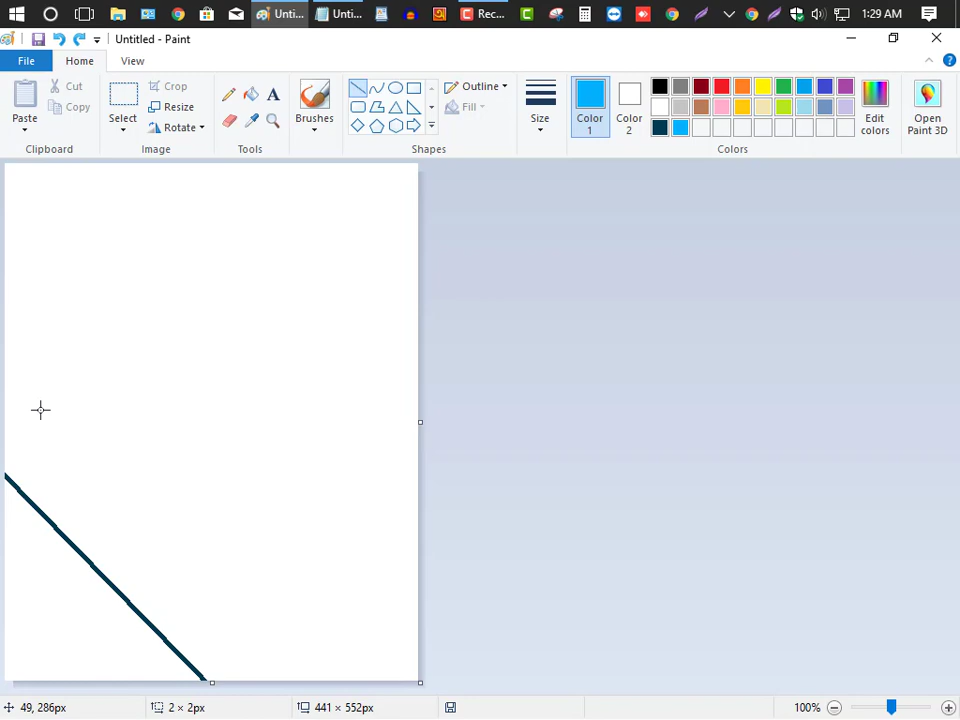 Unti...
Unti...
Rec...
1:29 AM
Untitled - Paint
File
Home
View
Paste
Cut
Copy
Clipboard
Select
Crop
Resize
Rotate
Image
A
Tools
Brushes
Outline
Fill
Shapes
Size
Color
1
Color
2
Colors
Edit
colors
Open
Paint 3D
49, 286px
2 × 2px
441 × 552px
100%